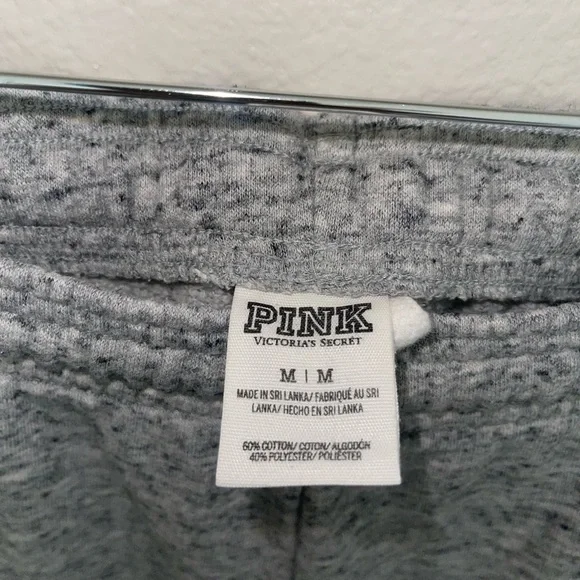 PINK
VICTORIA'S SECRET
M | M
MADE IN SRI LANKA/ FABRIQUÉ AU SRI
LANKA/ HECHO EN SRI LANKA
60% COTTON/ COTON/ ALGODÓN
40% POLYESTER/ POLIÉSTER